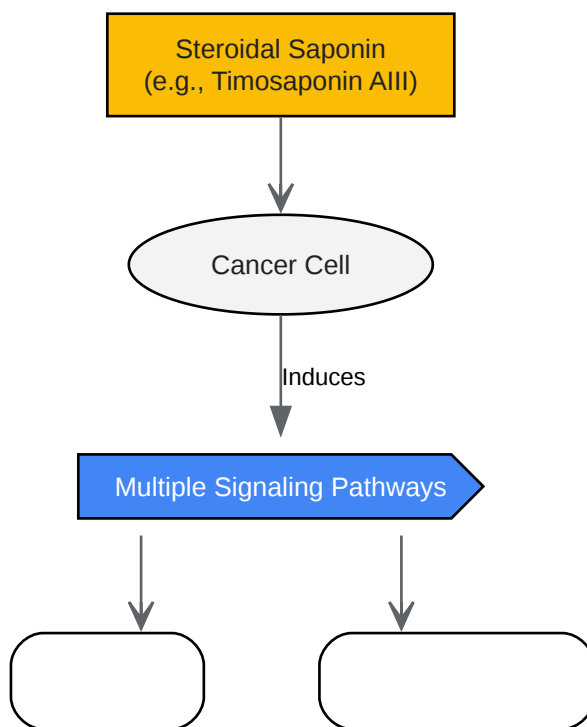 Steroidal Saponin
(e.g., Timosaponin AIII)
Cancer Cell
Induces
Multiple Signaling Pathways